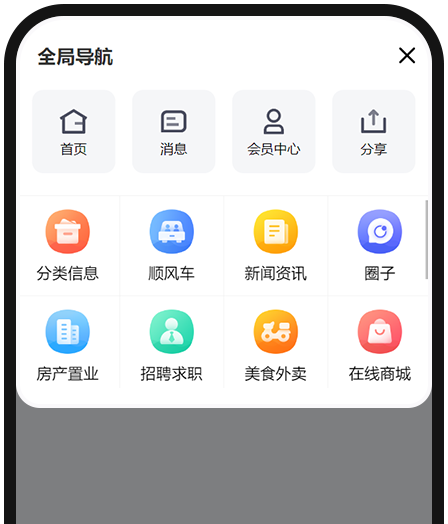 全局导航
首页 消息 会员中心 分享
分类信息 顺风车 新闻资讯 圈子
房产置业 招聘求职 美食外卖 在线商城